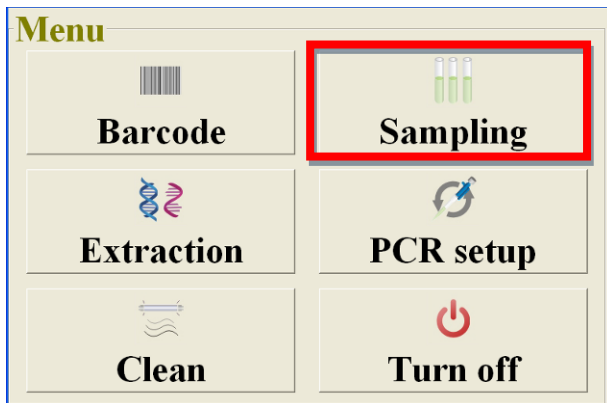 Menu
Barcode
Sampling
Extraction
PCR setup
Clean
Turn off